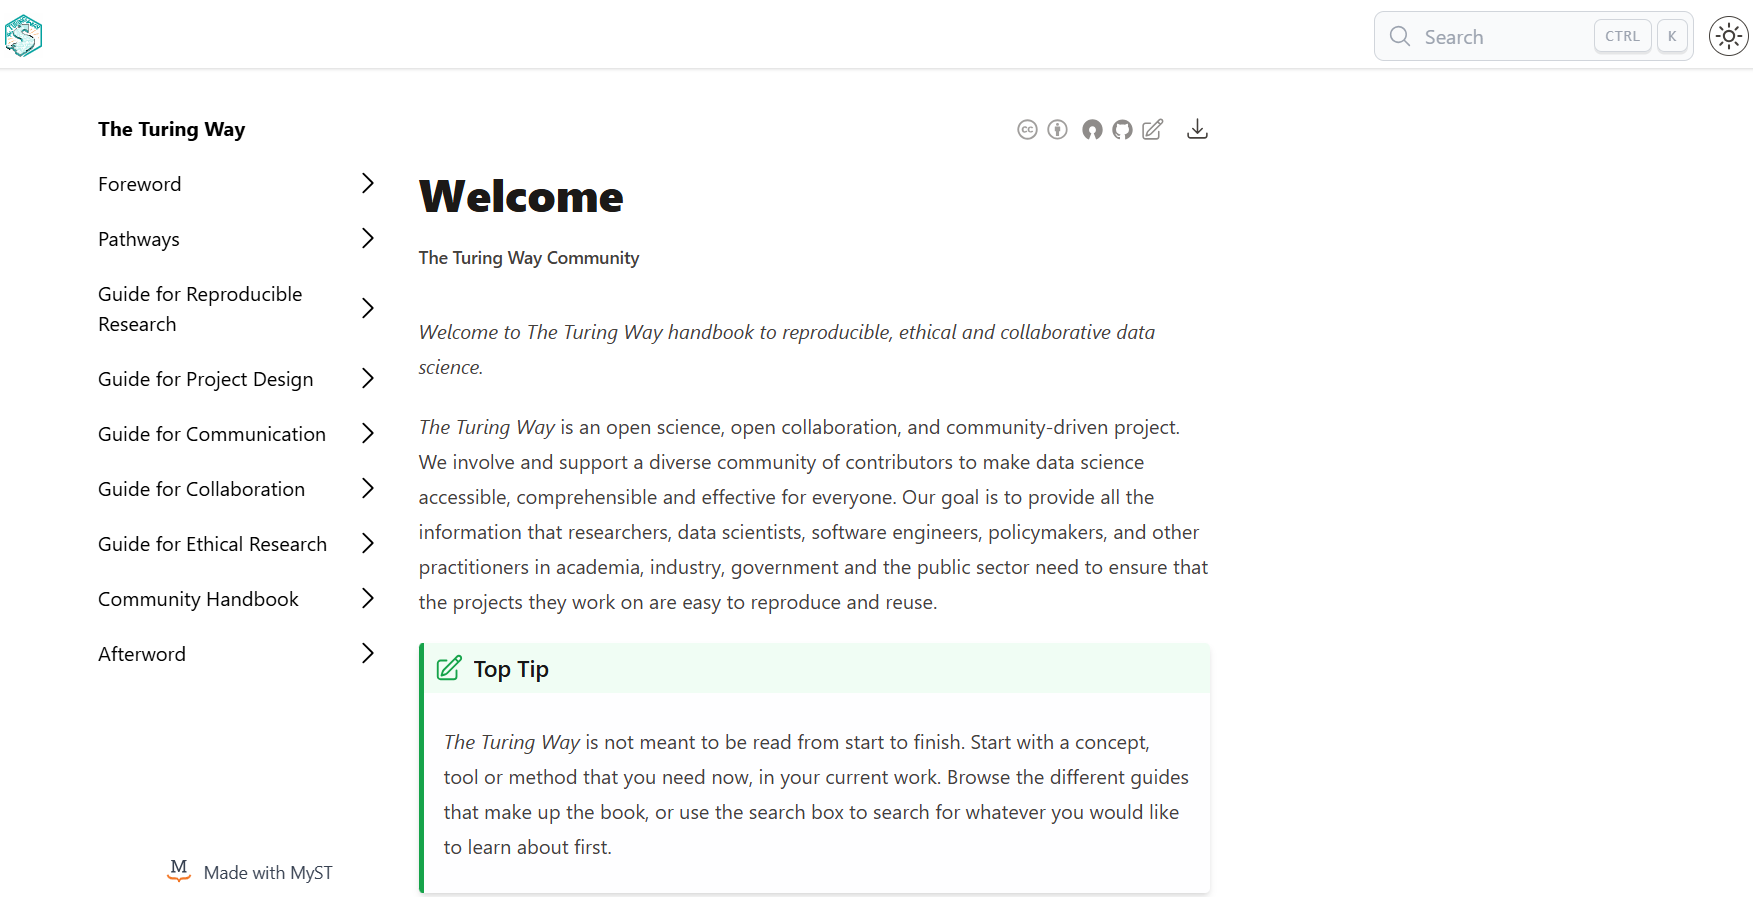 Search
CTRL
K
The Turing Way
Foreword
Pathways
Guide for Reproducible
Research
Guide for Project Design
Guide for Communication
Guide for Collaboration
Guide for Ethical Research
Community Handbook
Afterword
M
Made with MyST
Welcome
The Turing Way Community
Welcome to The Turing Way handbook to reproducible, ethical and collaborative data
science.
The Turing Way is an open science, open collaboration, and community-driven project.
We involve and support a diverse community of contributors to make data science
accessible, comprehensible and effective for everyone. Our goal is to provide all the
information that researchers, data scientists, software engineers, policymakers, and other
practitioners in academia, industry, government and the public sector need to ensure that
the projects they work on are easy to reproduce and reuse.
Top Tip
The Turing Way is not meant to be read from start to finish. Start with a concept,
tool or method that you need now, in your current work. Browse the different guides
that make up the book, or use the search box to search for whatever you would like
to learn about first.